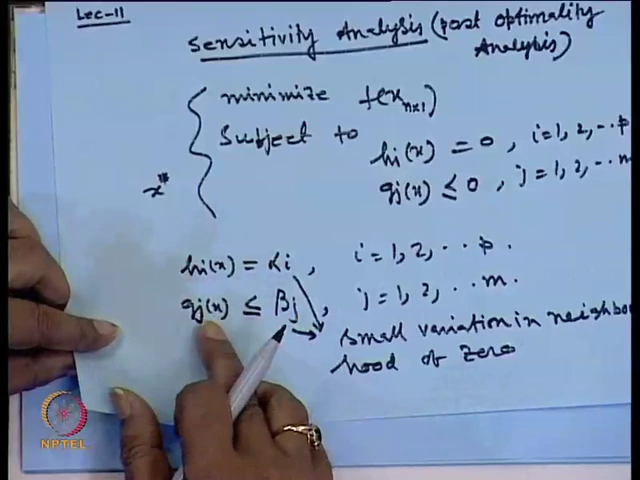 Lec-11
Sensitivity Analysis (post optimality
Analysis)
minimize f(x_{n×1})
Subject to
hi(x) = 0 , i=1, 2, ··· p
gj(x) ≤ 0 , j = 1, 2, ·· m
x*
hi(x) = αi , i = 1, 2, ·· p.
gj(x) ≤ βj , j = 1, 2, ·· m.
small variation in neighbo
hood of zero
NPTEL